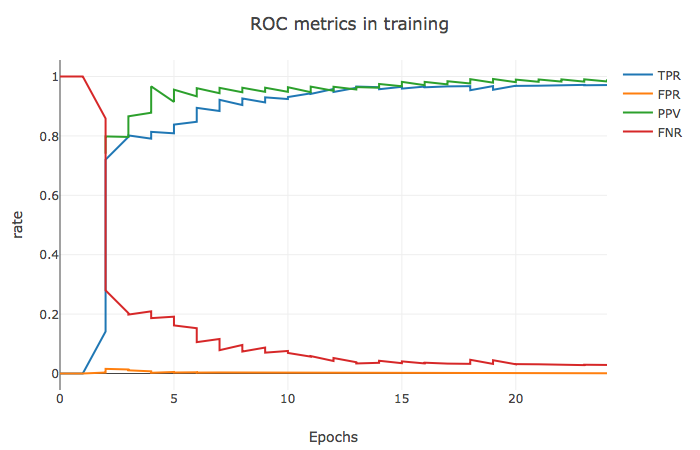 ROC metrics in training
TPR
FPR
PPV
FNR
1
0.8
0.6
0.4
0.2
0
rate
0 5 10 15 20
Epochs